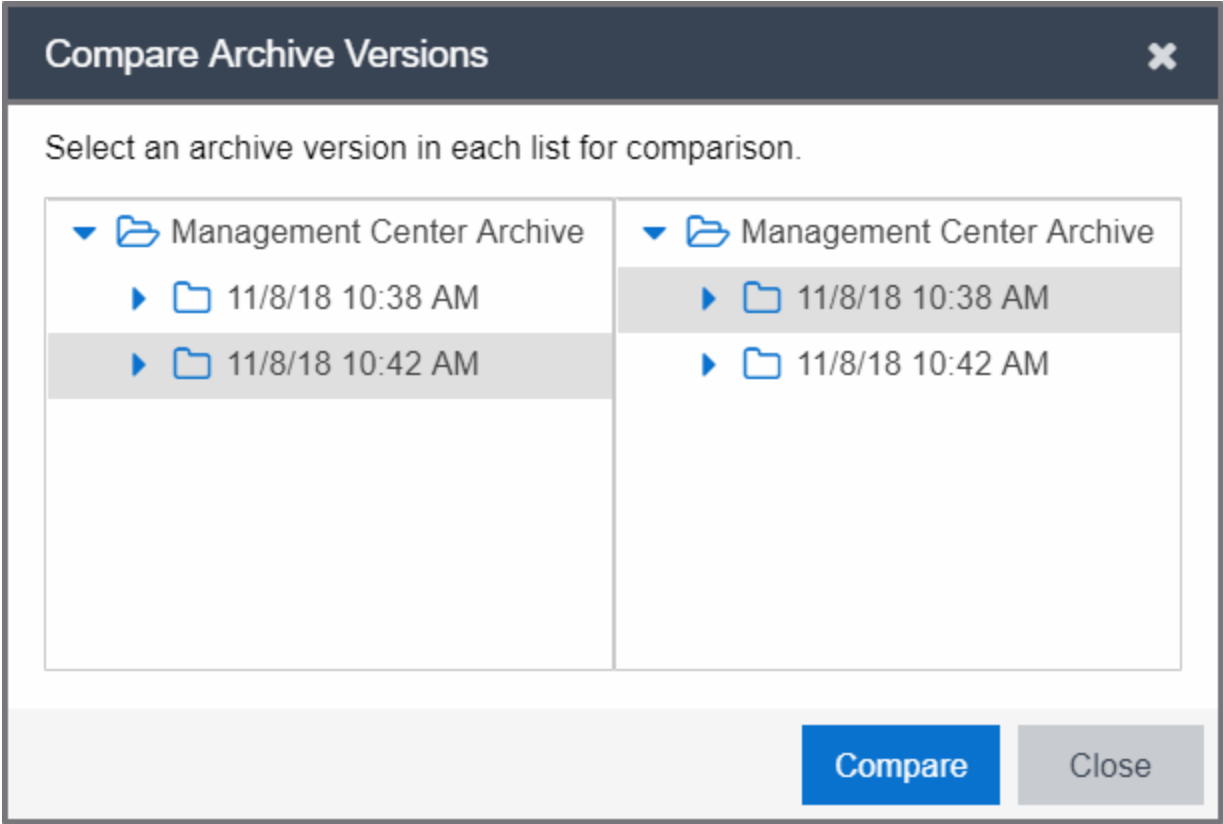 Compare Archive Versions
Select an archive version in each list for comparison.
Management Center Archive
11/8/18 10:38 AM
11/8/18 10:42 AM
Management Center Archive
11/8/18 10:38 AM
11/8/18 10:42 AM
Compare
Close